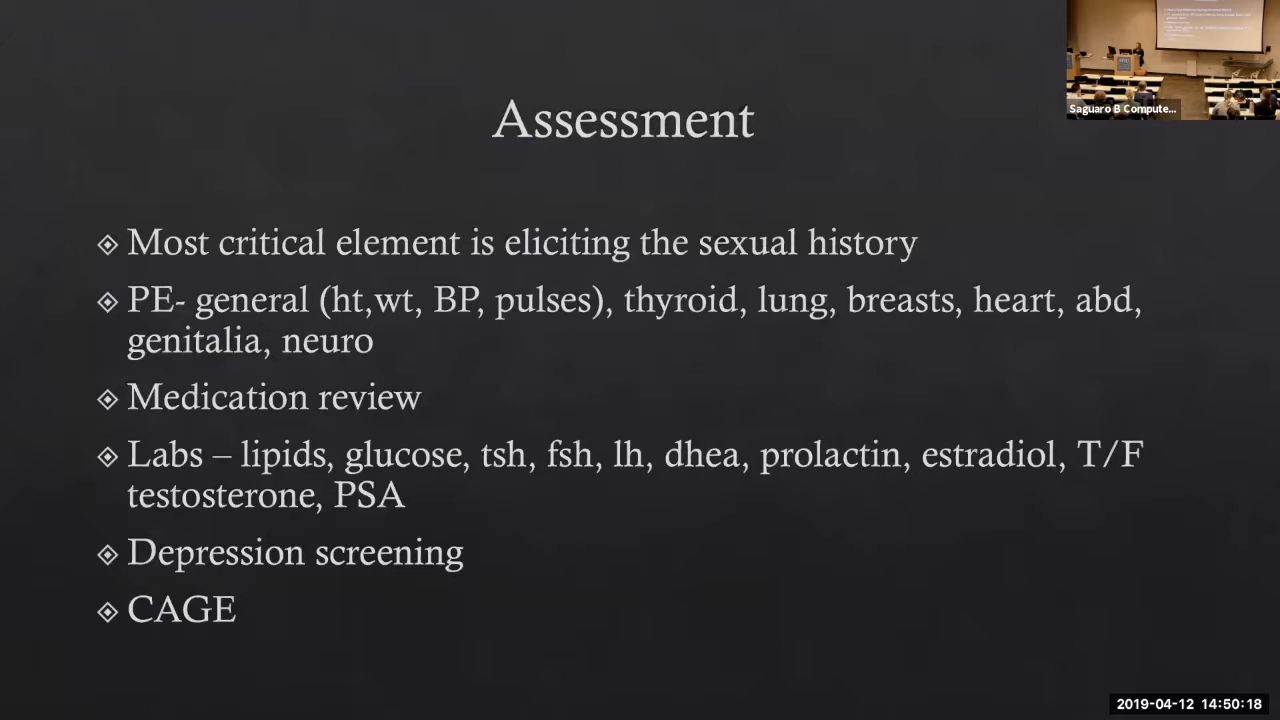 Saguaro B Compute...
Assessment
Most critical element is eliciting the sexual history
PE- general (ht,wt, BP, pulses), thyroid, lung, breasts, heart, abd,
genitalia, neuro
Medication review
Labs – lipids, glucose, tsh, fsh, lh, dhea, prolactin, estradiol, T/F
testosterone, PSA
Depression screening
CAGE
2019-04-12 14:50:18